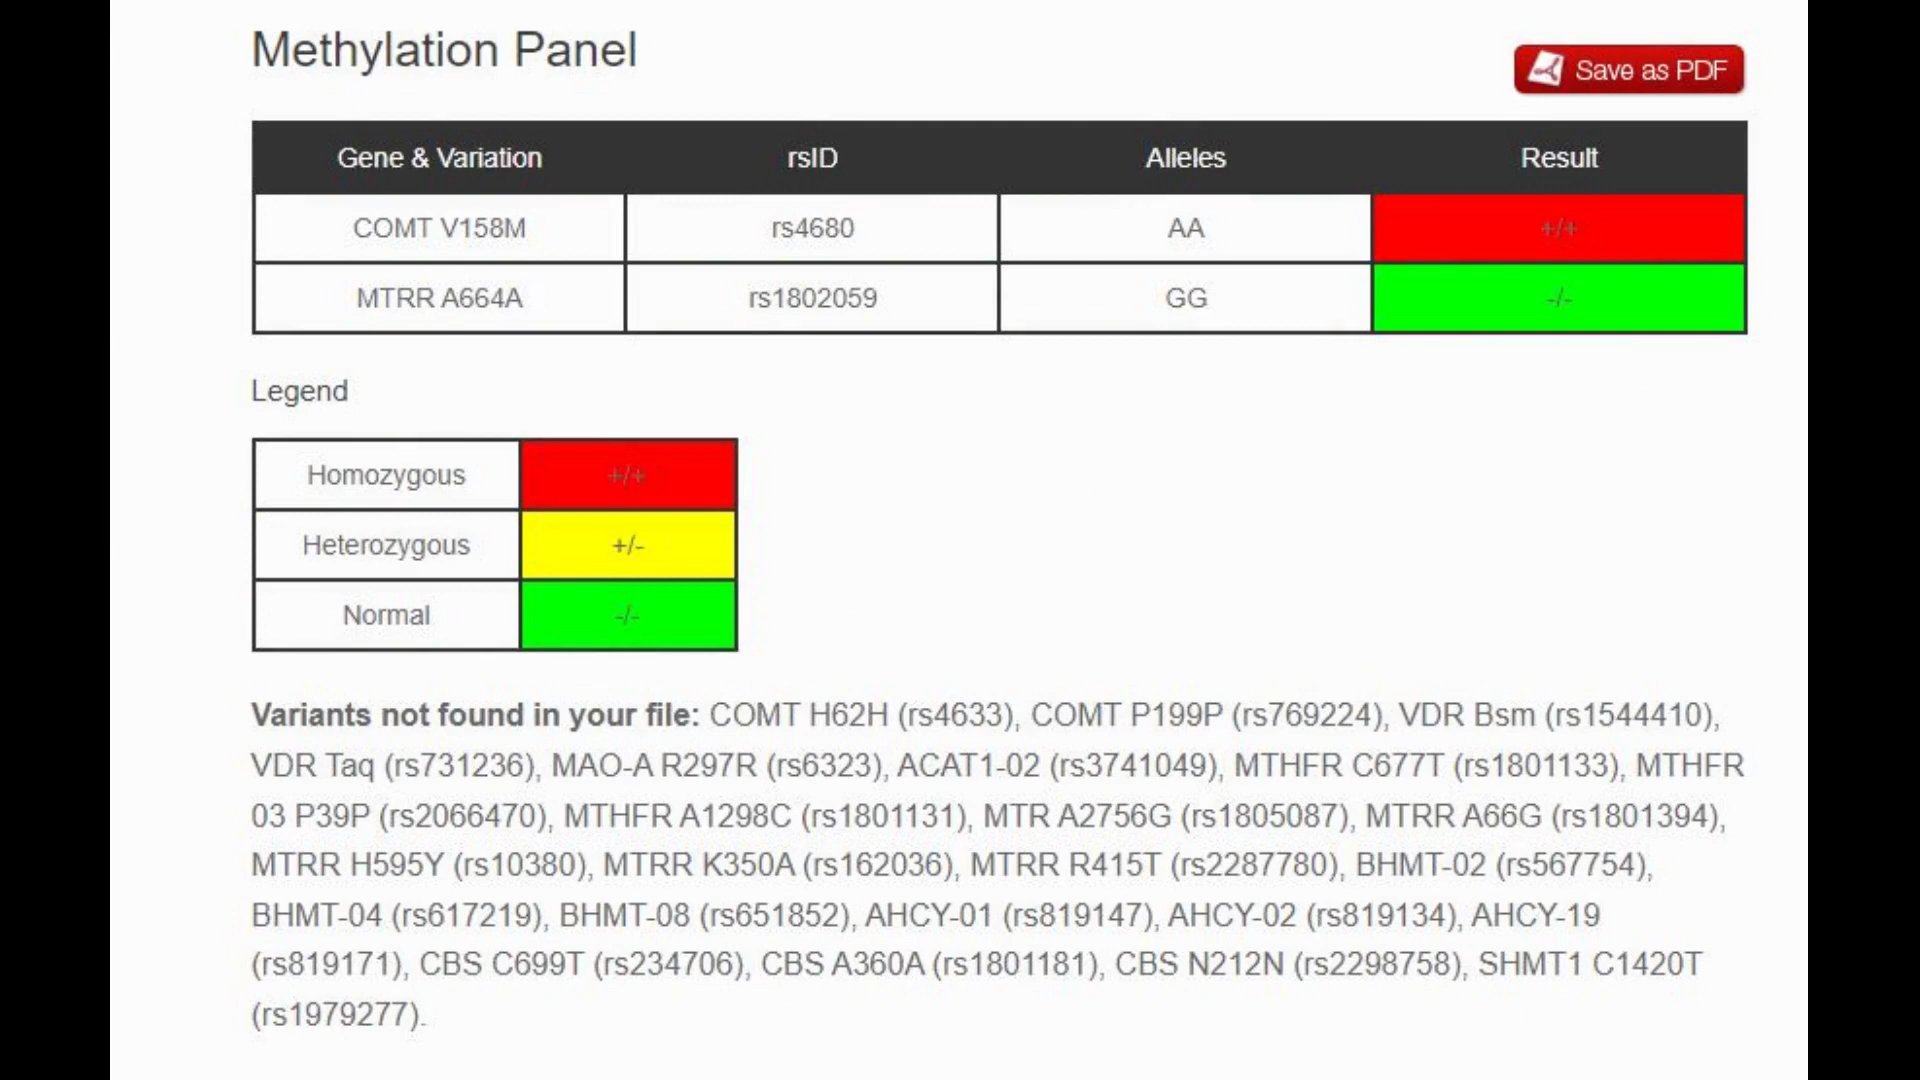 Methylation Panel
Save as PDF
Gene & Variation rsID Alleles Result
COMT V158M rs4680 AA +/+
MTRR A664A rs1802059 GG -/-
Legend
Homozygous +/+
Heterozygous +/-
Normal -/-
Variants not found in your file: COMT H62H (rs4633), COMT P199P (rs769224), VDR Bsm (rs1544410),
VDR Taq (rs731236), MAO-A R297R (rs6323), ACAT1-02 (rs3741049), MTHFR C677T (rs1801133), MTHFR
03 P39P (rs2066470), MTHFR A1298C (rs1801131), MTR A2756G (rs1805087), MTRR A66G (rs1801394),
MTRR H595Y (rs10380), MTRR K350A (rs162036), MTRR R415T (rs2287780), BHMT-02 (rs567754),
BHMT-04 (rs617219), BHMT-08 (rs651852), AHCY-01 (rs819147), AHCY-02 (rs819134), AHCY-19
(rs819171), CBS C699T (rs234706), CBS A360A (rs1801181), CBS N212N (rs2298758), SHMT1 C1420T
(rs1979277).